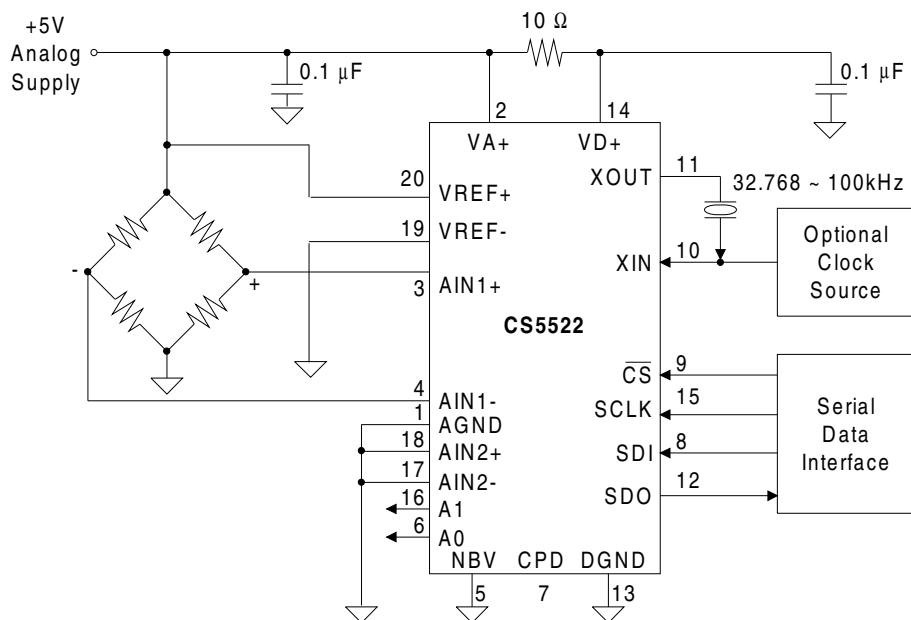 +5V
Analog
Supply
10 Ω
0.1 μF
0.1 μF
2
14
VA+
VD+
20
VREF+
19
VREF-
3
AIN1+
4
AIN1-
1
AGND
18
AIN2+
17
AIN2-
16
A1
6
A0
-
+
CS5522
XOUT
11
32.768 ~ 100kHz
XIN
10
Optional
Clock
Source
CS
9
SCLK
15
SDI
8
SDO
12
Serial
Data
Interface
NBV
CPD
DGND
5
7
13